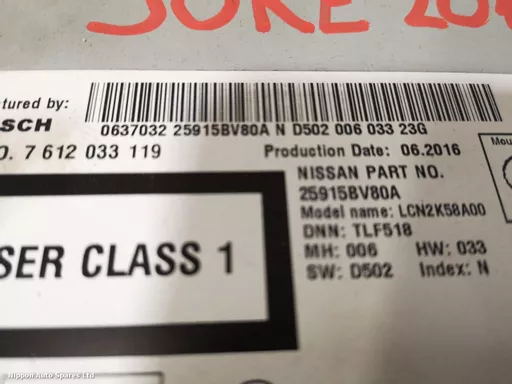 JUKE 20
ctured by:
SCH
0637032 25915BV80A N D502 006 033 23G
O. 7 612 033 119
Production Date: 06.2016
Mou
NISSAN PART NO.
25915BV80A
Model name: LCN2K58A00
DNN: TLF518
MH: 006 HW: 033
SW: D502 Index: N
SER CLASS 1
Nippon Auto Spares Ltd